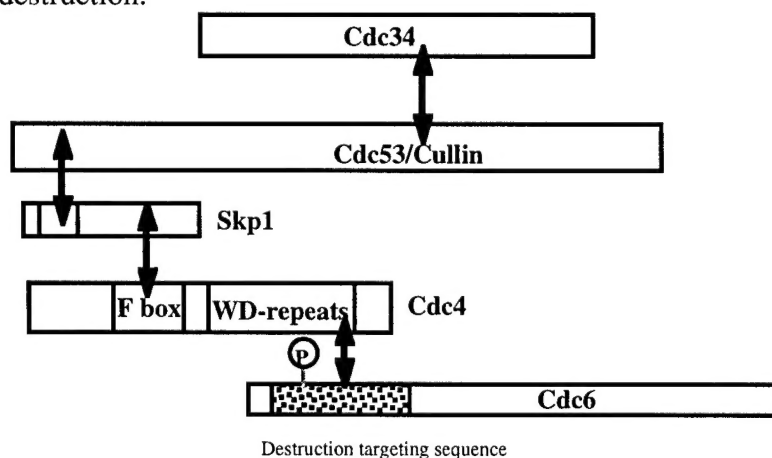 destruction.
Cdc34
Cdc53/Cullin
Skp1
F box WD-repeats Cdc4
P
Cdc6
Destruction targeting sequence